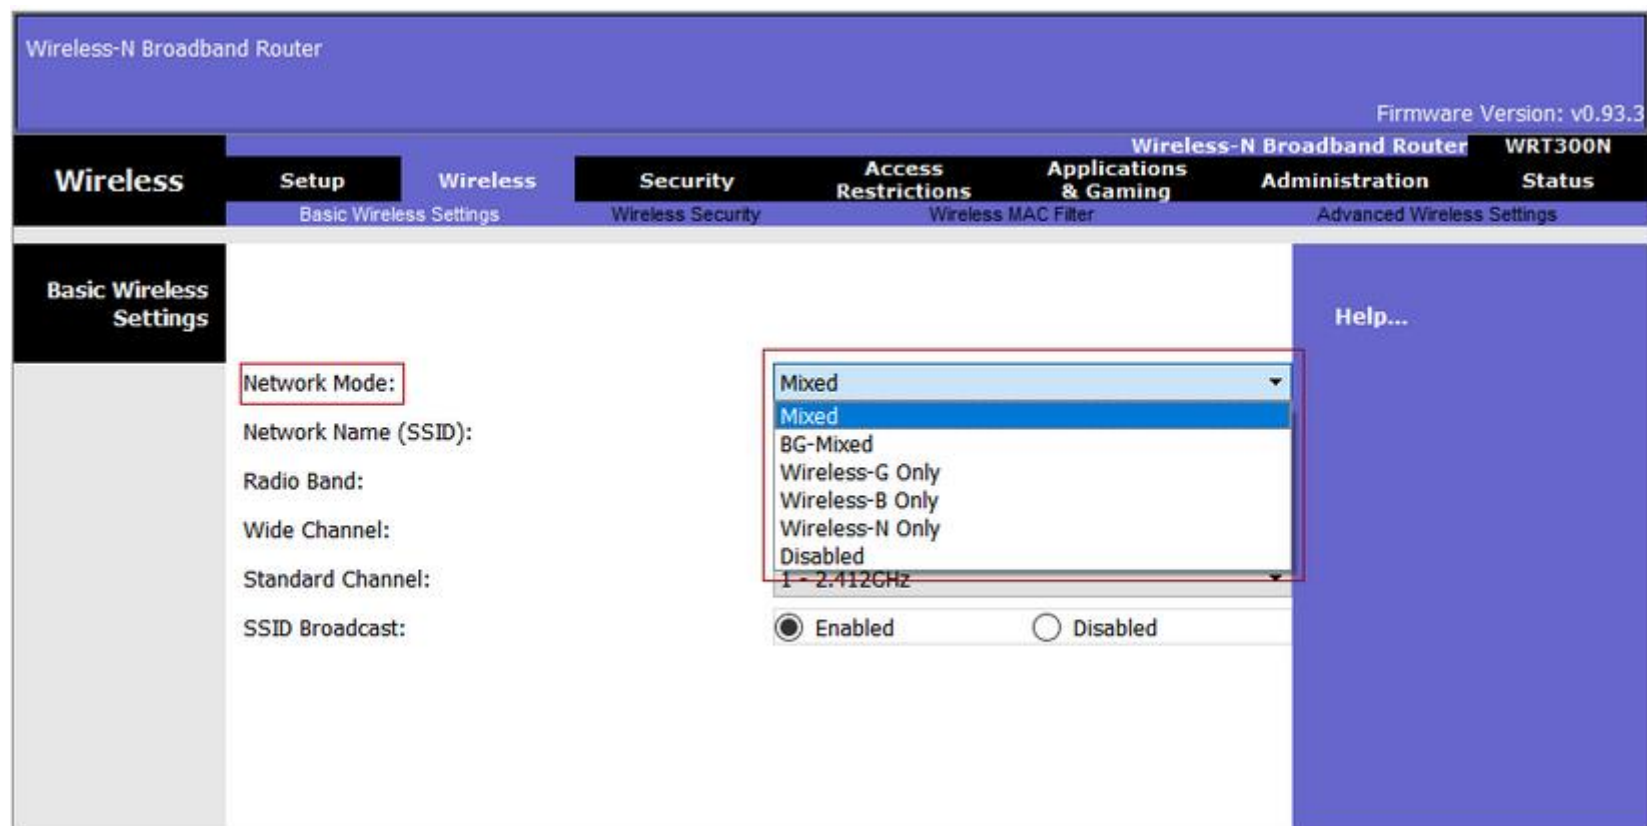 Wireless-N Broadband Router
Firmware Version: v0.93.3
Wireless-N Broadband Router WRT300N
Wireless Setup Wireless Security Access Restrictions Applications & Gaming Administration Status
Basic Wireless Settings Wireless Security Wireless MAC Filter Advanced Wireless Settings
Basic Wireless
Settings
Help...
Network Mode: Mixed
Mixed
Network Name (SSID):
BG-Mixed
Wireless-G Only
Radio Band:
Wireless-B Only
Wide Channel:
Wireless-N Only
Disabled
Standard Channel: 1 - 2.412GHz
SSID Broadcast: Enabled Disabled